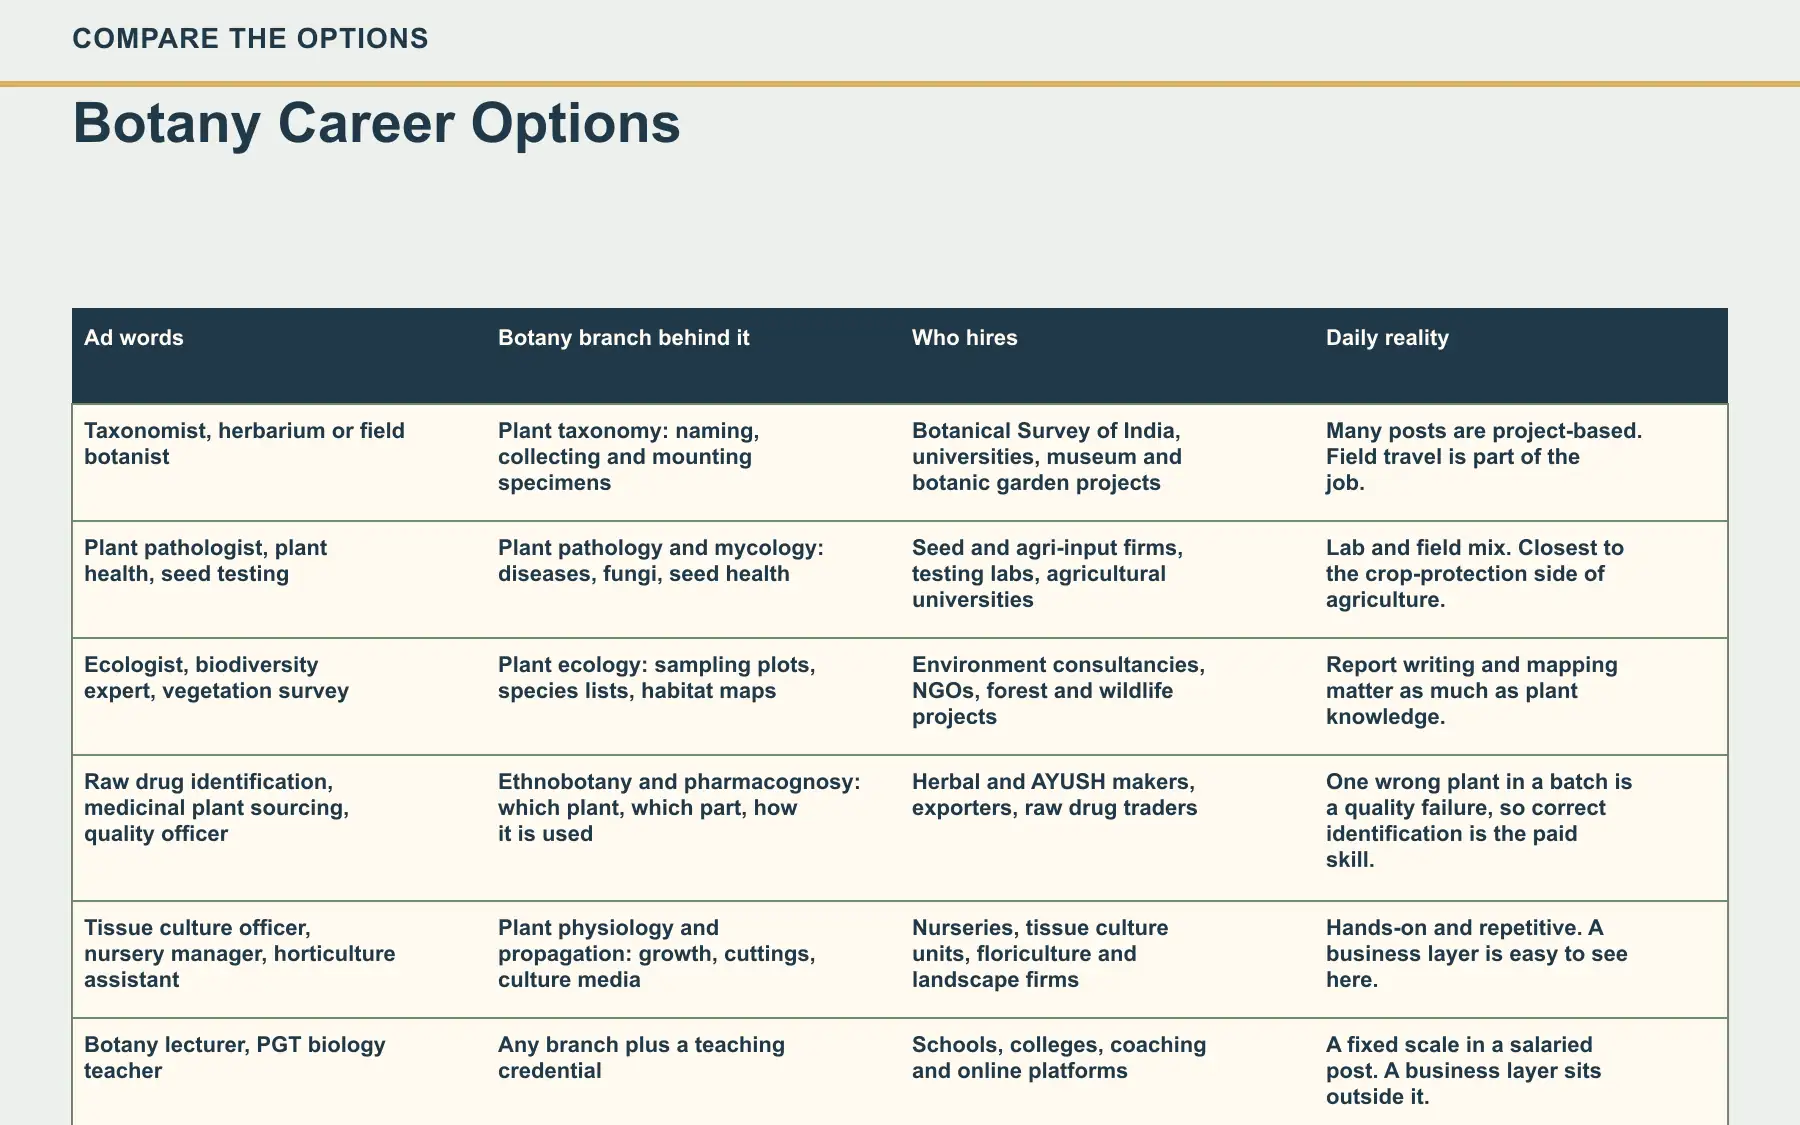 COMPARE THE OPTIONS
Botany Career Options
Ad words
Botany branch behind it
Who hires
Daily reality
Taxonomist, herbarium or field
botanist
Plant taxonomy: naming,
collecting and mounting
specimens
Botanical Survey of India,
universities, museum and
botanic garden projects
Many posts are project-based.
Field travel is part of the
job.
Plant pathologist, plant
health, seed testing
Plant pathology and mycology:
diseases, fungi, seed health
Seed and agri-input firms,
testing labs, agricultural
universities
Lab and field mix. Closest to
the crop-protection side of
agriculture.
Ecologist, biodiversity
expert, vegetation survey
Plant ecology: sampling plots,
species lists, habitat maps
Environment consultancies,
NGOs, forest and wildlife
projects
Report writing and mapping
matter as much as plant
knowledge.
Raw drug identification,
medicinal plant sourcing,
quality officer
Ethnobotany and pharmacognosy:
which plant, which part, how
it is used
Herbal and AYUSH makers,
exporters, raw drug traders
One wrong plant in a batch is
a quality failure, so correct
identification is the paid
skill.
Tissue culture officer,
nursery manager, horticulture
assistant
Plant physiology and
propagation: growth, cuttings,
culture media
Nurseries, tissue culture
units, floriculture and
landscape firms
Hands-on and repetitive. A
business layer is easy to see
here.
Botany lecturer, PGT biology
teacher
Any branch plus a teaching
credential
Schools, colleges, coaching
and online platforms
A fixed scale in a salaried
post. A business layer sits
outside it.